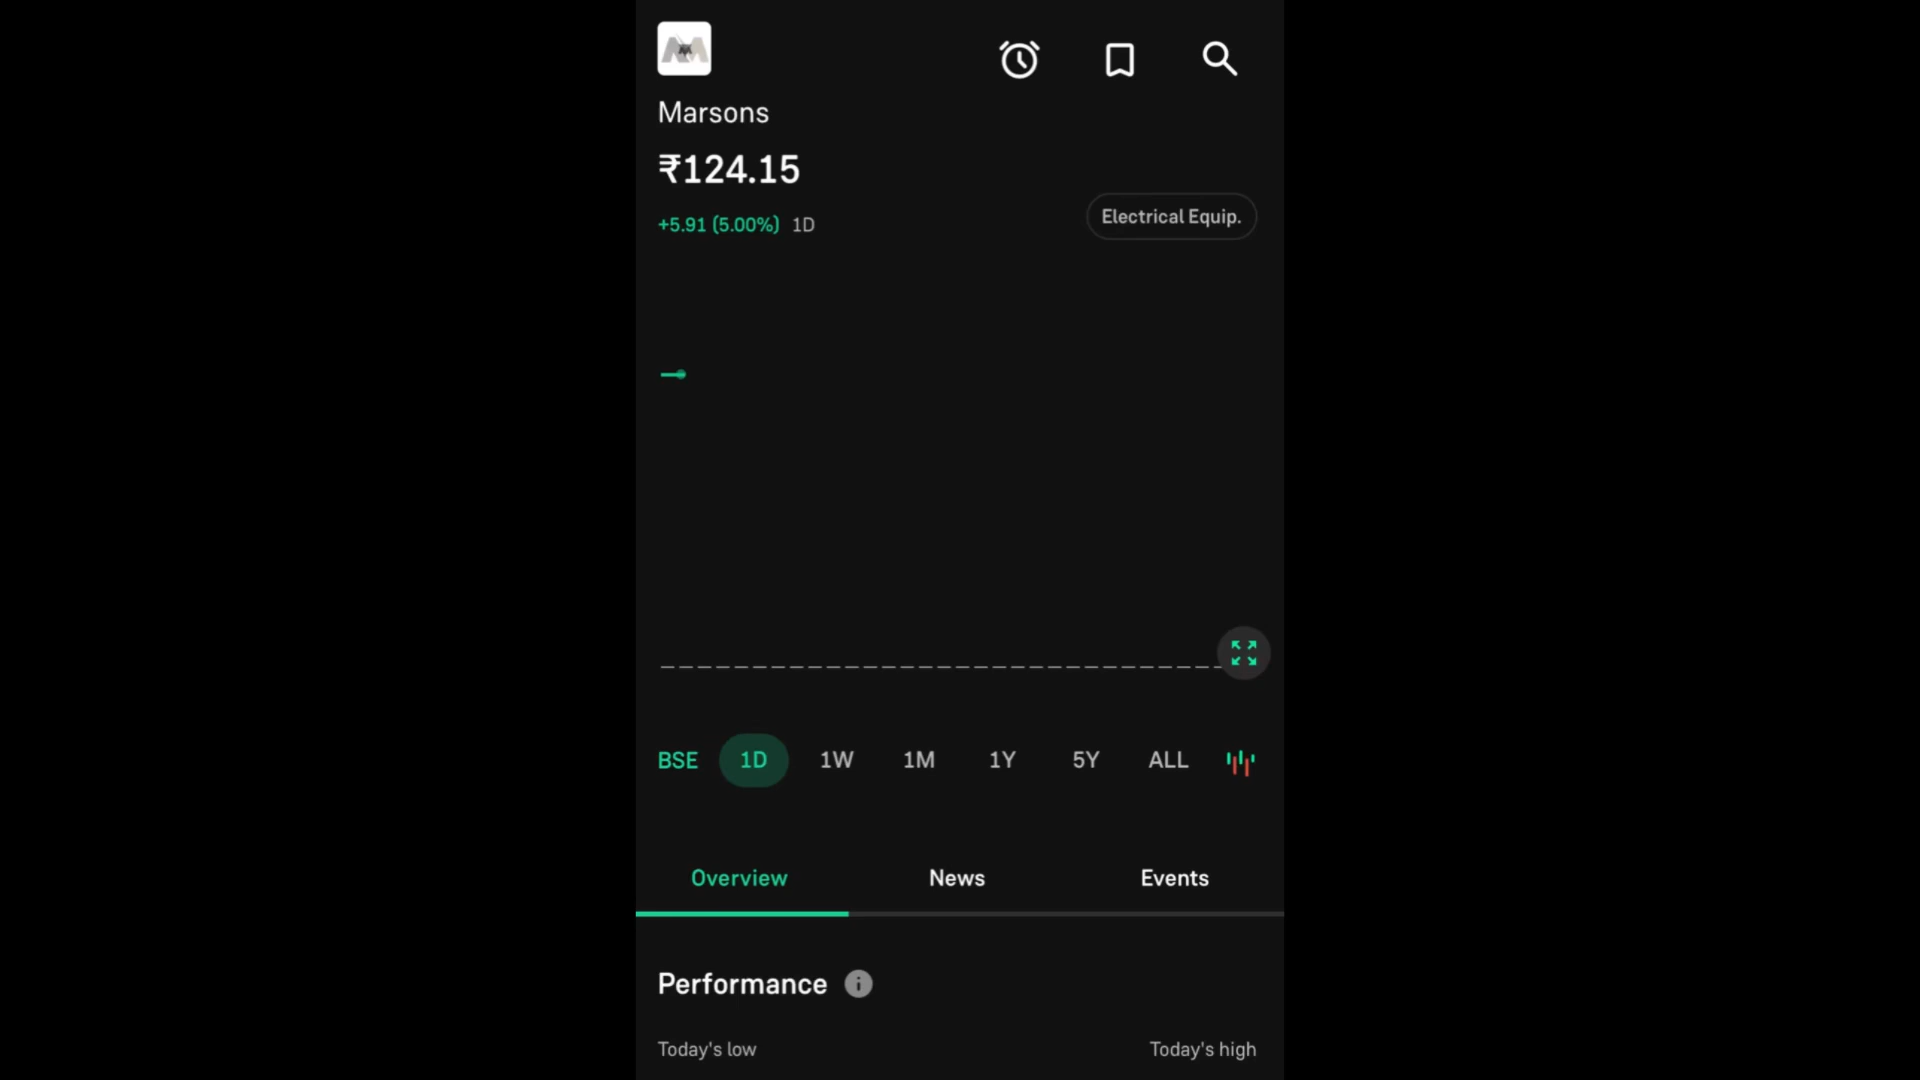 Marsons
₹124.15
+5.91 (5.00%) 1D
Electrical Equip.
BSE 1D 1W 1M 1Y 5Y ALL
Overview News Events
Performance
Today's low Today's high